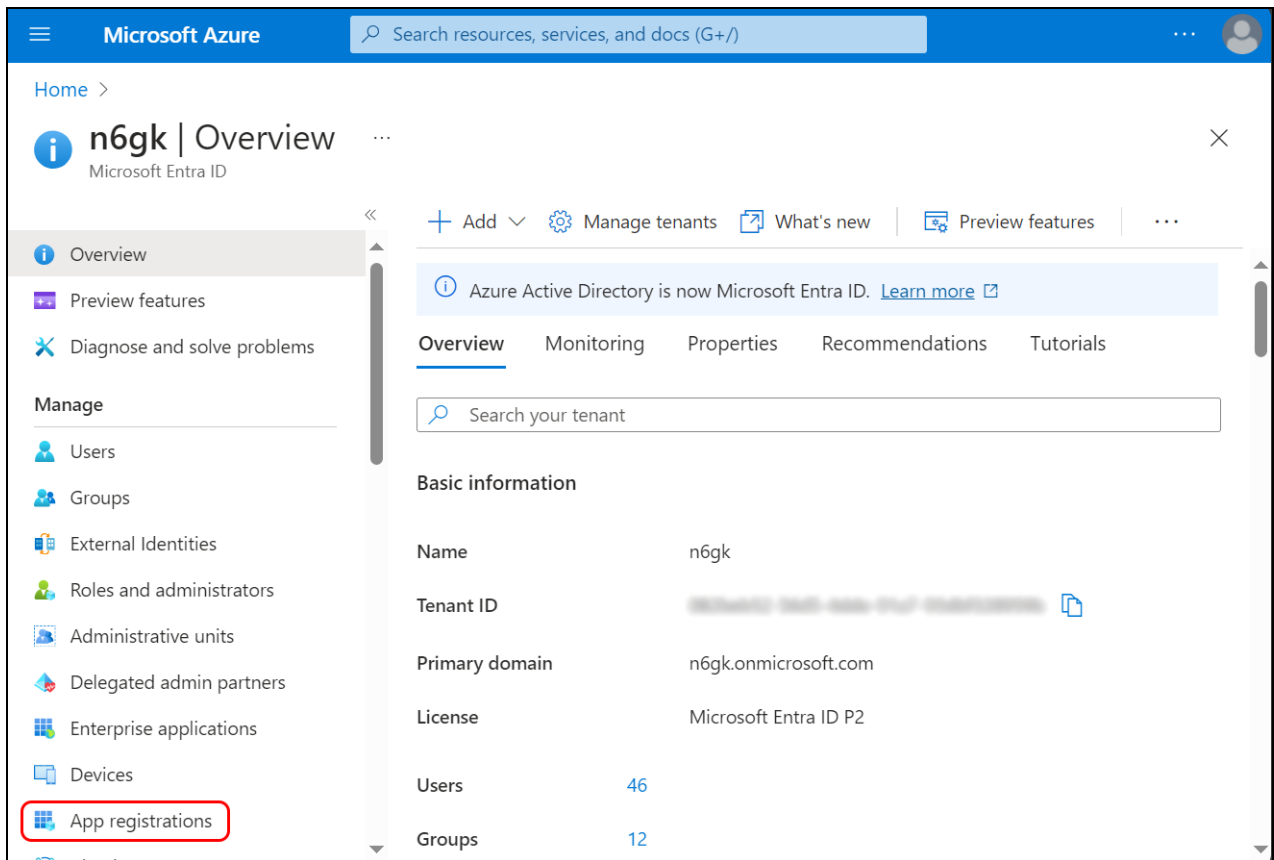 Microsoft Azure
Search resources, services, and docs (G+/)
...
Home >
n6gk | Overview ...
Microsoft Entra ID
«
Add
Manage tenants
What's new
Preview features
...
Overview
Preview features
Diagnose and solve problems
Manage
Users
Groups
External Identities
Roles and administrators
Administrative units
Delegated admin partners
Enterprise applications
Devices
App registrations
Azure Active Directory is now Microsoft Entra ID. Learn more
Overview Monitoring Properties Recommendations Tutorials
Search your tenant
Basic information
Name n6gk
Tenant ID
Primary domain n6gk.onmicrosoft.com
License Microsoft Entra ID P2
Users 46
Groups 12